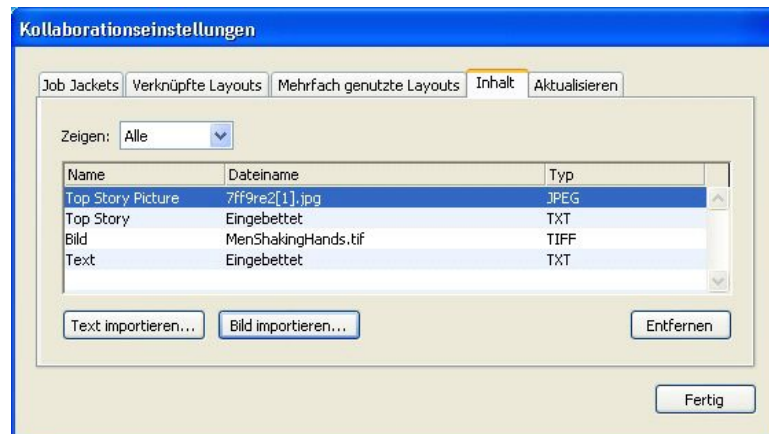 Kollaborationseinstellungen
Job Jackets Verknüpfte Layouts Mehrfach genutzte Layouts Inhalt Aktualisieren
Zeigen: Alle
Name Dateiname Typ
Top Story Picture 7ff9re2[1].jpg JPEG
Top Story Eingebettet TXT
Bild MenShakingHands.tif TIFF
Text Eingebettet TXT
Text importieren... Bild importieren... Entfernen
Fertig